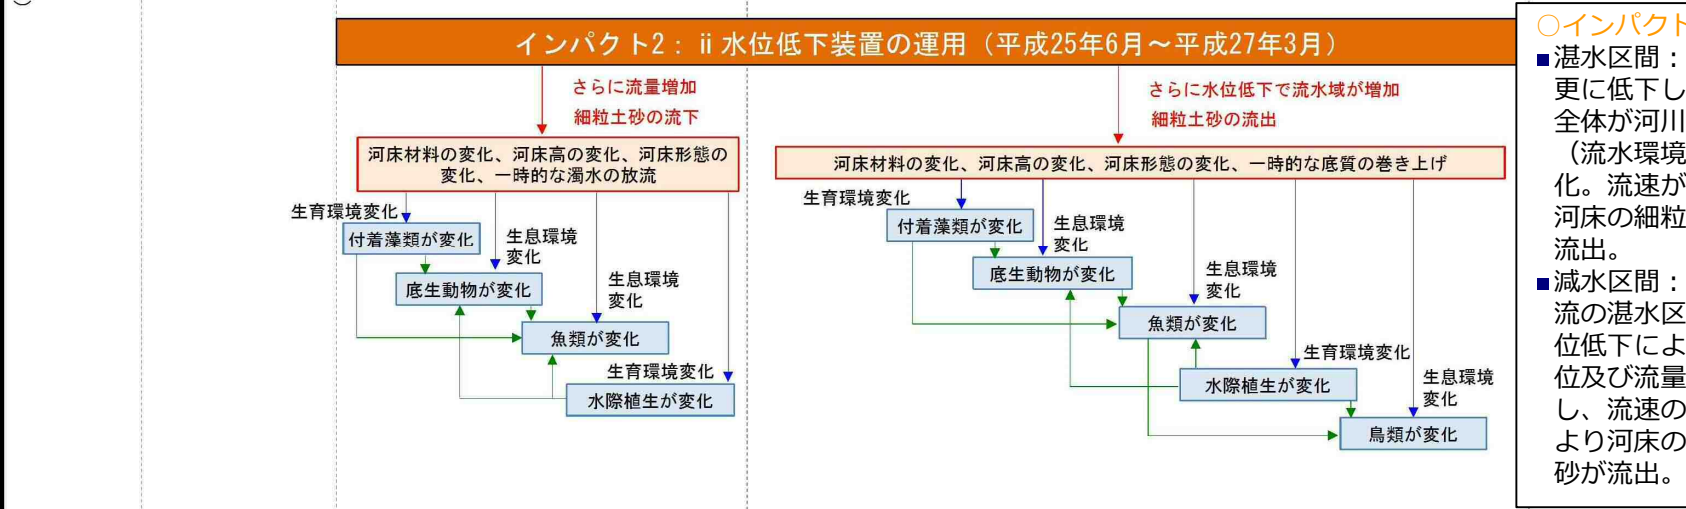 インパクト2： ⅱ 水位低下装置の運用（平成25年6月～平成27年3月）
さらに流量増加
細粒土砂の流下
河床材料の変化、河床高の変化、河床形態の
変化、一時的な濁水の放流
生育環境変化
付着藻類が変化
生息環境
変化
底生動物が変化
生息環境
変化
魚類が変化
生育環境変化
水際植生が変化
さらに水位低下で流水域が増加
細粒土砂の流出
河床材料の変化、河床高の変化、河床形態の変化、一時的な底質の巻き上げ
生育環境変化
付着藻類が変化
生息環境
変化
底生動物が変化
生息環境
変化
魚類が変化
生育環境変化
水際植生が変化
生息環境
変化
鳥類が変化
○インパクト
■湛水区間：
更に低下し
全体が河川
（流水環境
化。流速が
河床の細粒
流出。
■減水区間：
流の湛水区
位低下によ
位及び流量
し、流速の
より河床の
砂が流出。